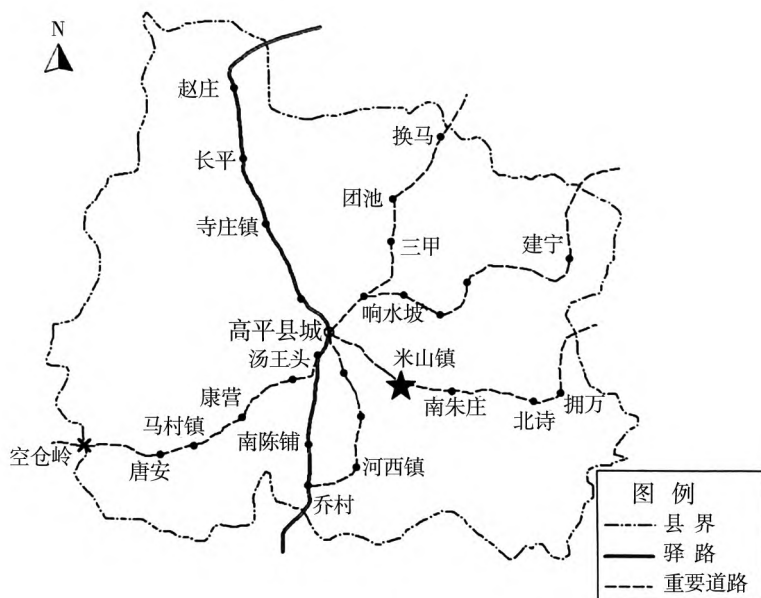 N
赵庄
换马
长平
团池
寺庄镇
三甲
建宁
响水坡
高平县城
汤王头
米山镇
康营
南朱庄
北诗
拥万
马村镇
南陈铺
空仓岭
唐安
河西镇
乔村
图 例
县 界
驿 路
重要道路